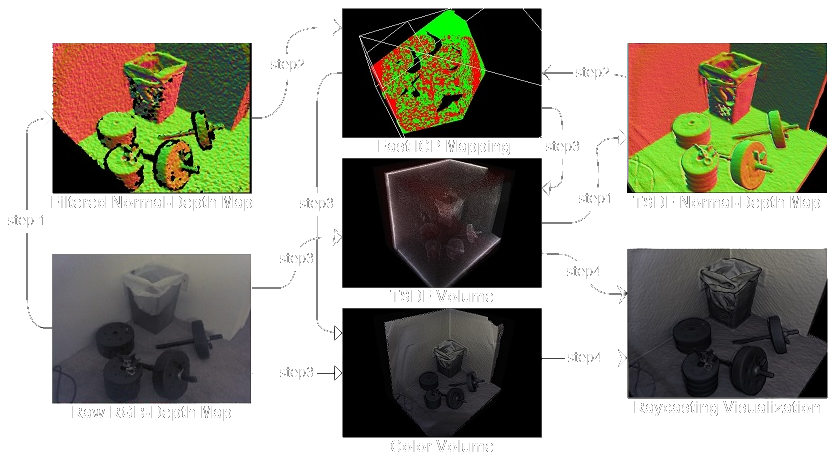 step2
step2
Post ICP Mapping
step3
Filtered Normal-Depth Map
step3
step1
TSDF Normal-Depth Map
step 1
step3
step4
TSDF Volume
step3
step4
Raw RGB-Depth Map
Raycasting Visualization
Color Volume